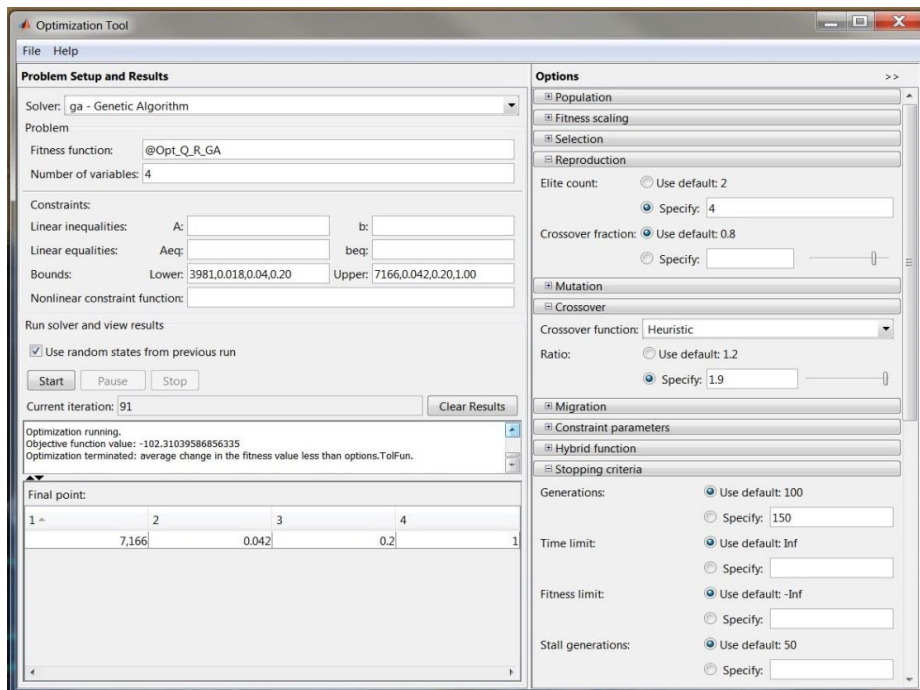 Optimization Tool
File Help
Problem Setup and Results
Solver: ga - Genetic Algorithm
Problem
Fitness function: @Opt_Q_R_GA
Number of variables: 4
Constraints:
Linear inequalities: A: b:
Linear equalities: Aeq: beq:
Bounds: Lower: 3981,0.018,0.04,0.20 Upper: 7166,0.042,0.20,1.00
Nonlinear constraint function:
Run solver and view results
Use random states from previous run
Start Pause Stop
Current iteration: 91 Clear Results
Optimization running.
Objective function value: -102.31039586856335
Optimization terminated: average change in the fitness value less than options.TolFun.
Final point:
1 2 3 4
7,166 0.042 0.2 1
Options >>
Population
Fitness scaling
Selection
Reproduction
Elite count: Use default: 2
Specify: 4
Crossover fraction: Use default: 0.8
Specify:
Mutation
Crossover
Crossover function: Heuristic
Ratio: Use default: 1.2
Specify: 1.9
Migration
Constraint parameters
Hybrid function
Stopping criteria
Generations: Use default: 100
Specify: 150
Time limit: Use default: Inf
Specify:
Fitness limit: Use default: -Inf
Specify:
Stall generations: Use default: 50
Specify: